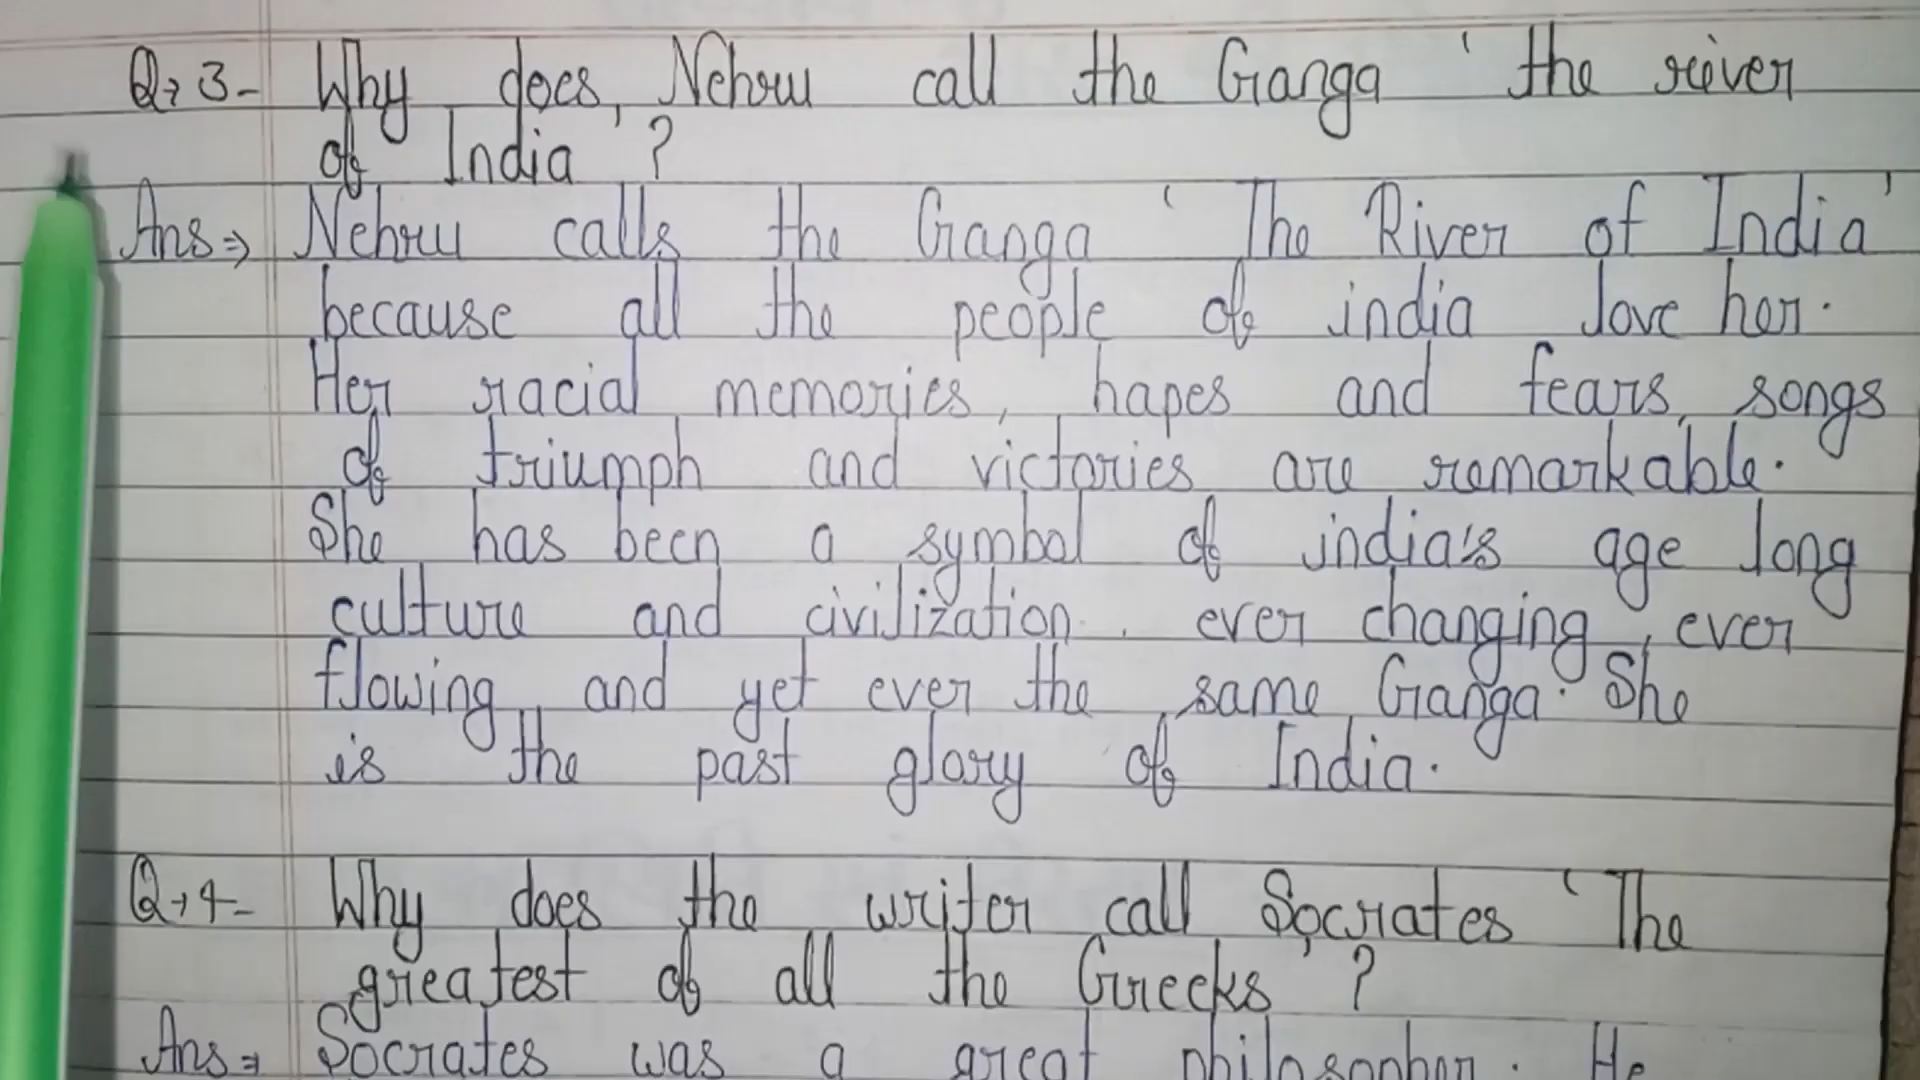 Q→3- Why does, Nehru call the Ganga ' the river
of India' ?
Ans⇒ Nehru calls the Ganga ' The River of India'
because all the people of india love her.
Her racial memories, hapes and fears, songs
of triumph and victories are remarkable.
She has been a symbol of india's age long
culture and civilization. ever changing, ever
flowing, and yet ever the same Ganga. She
is the past glory of India.
Q→4- Why does the writer call Socrates ' The
greatest of all the Greeks' ?
Ans⇒ Socrates was a great philosopher. He